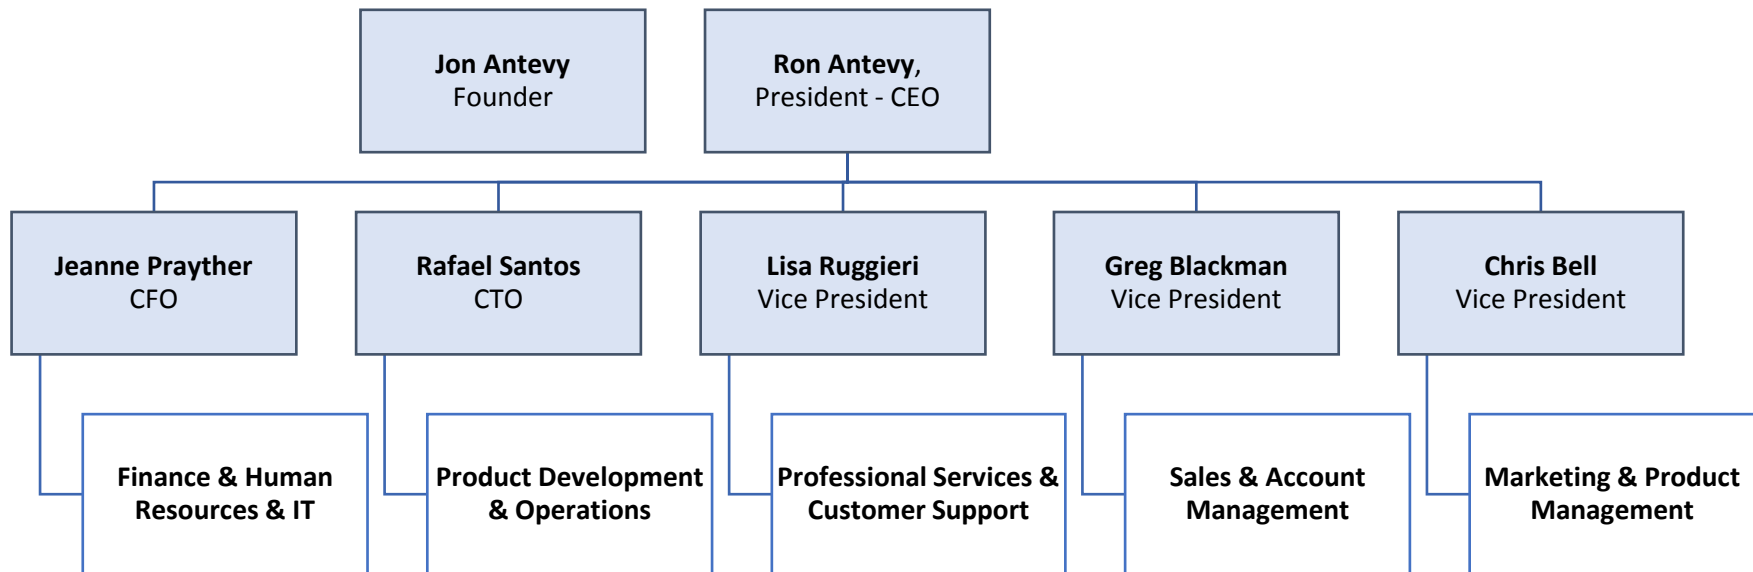 Jon Antevy
Founder
Ron Antevy,
President - CEO
Jeanne Prayther
CFO
Rafael Santos
CTO
Lisa Ruggieri
Vice President
Greg Blackman
Vice President
Chris Bell
Vice President
Finance & Human
Resources & IT
Product Development
& Operations
Professional Services &
Customer Support
Sales & Account
Management
Marketing & Product
Management